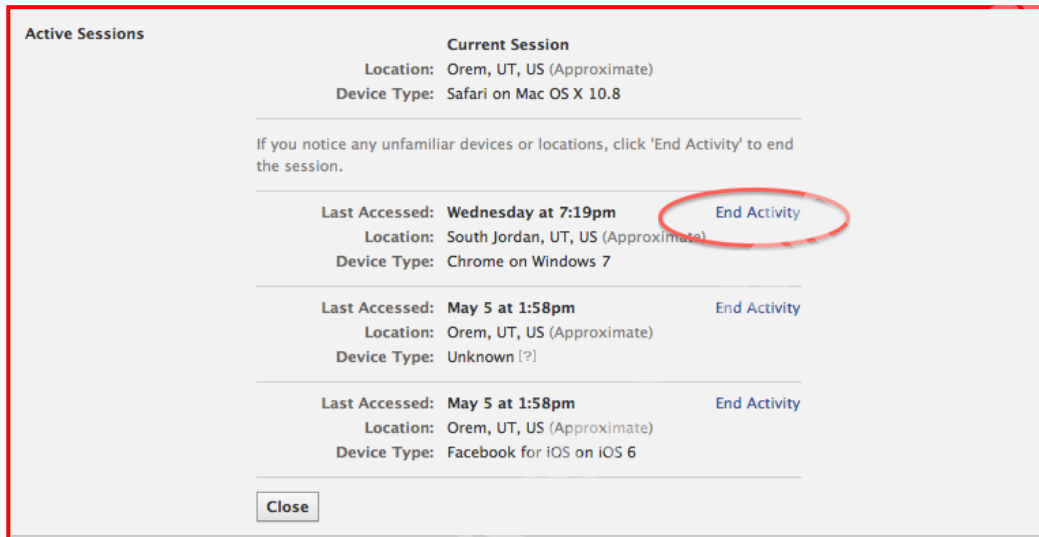 Active Sessions
Current Session
Location: Orem, UT, US (Approximate)
Device Type: Safari on Mac OS X 10.8
If you notice any unfamiliar devices or locations, click 'End Activity' to end
the session.
Last Accessed: Wednesday at 7:19pm End Activity
Location: South Jordan, UT, US (Approximate)
Device Type: Chrome on Windows 7
Last Accessed: May 5 at 1:58pm End Activity
Location: Orem, UT, US (Approximate)
Device Type: Unknown [?]
Last Accessed: May 5 at 1:58pm End Activity
Location: Orem, UT, US (Approximate)
Device Type: Facebook for iOS on iOS 6
Close